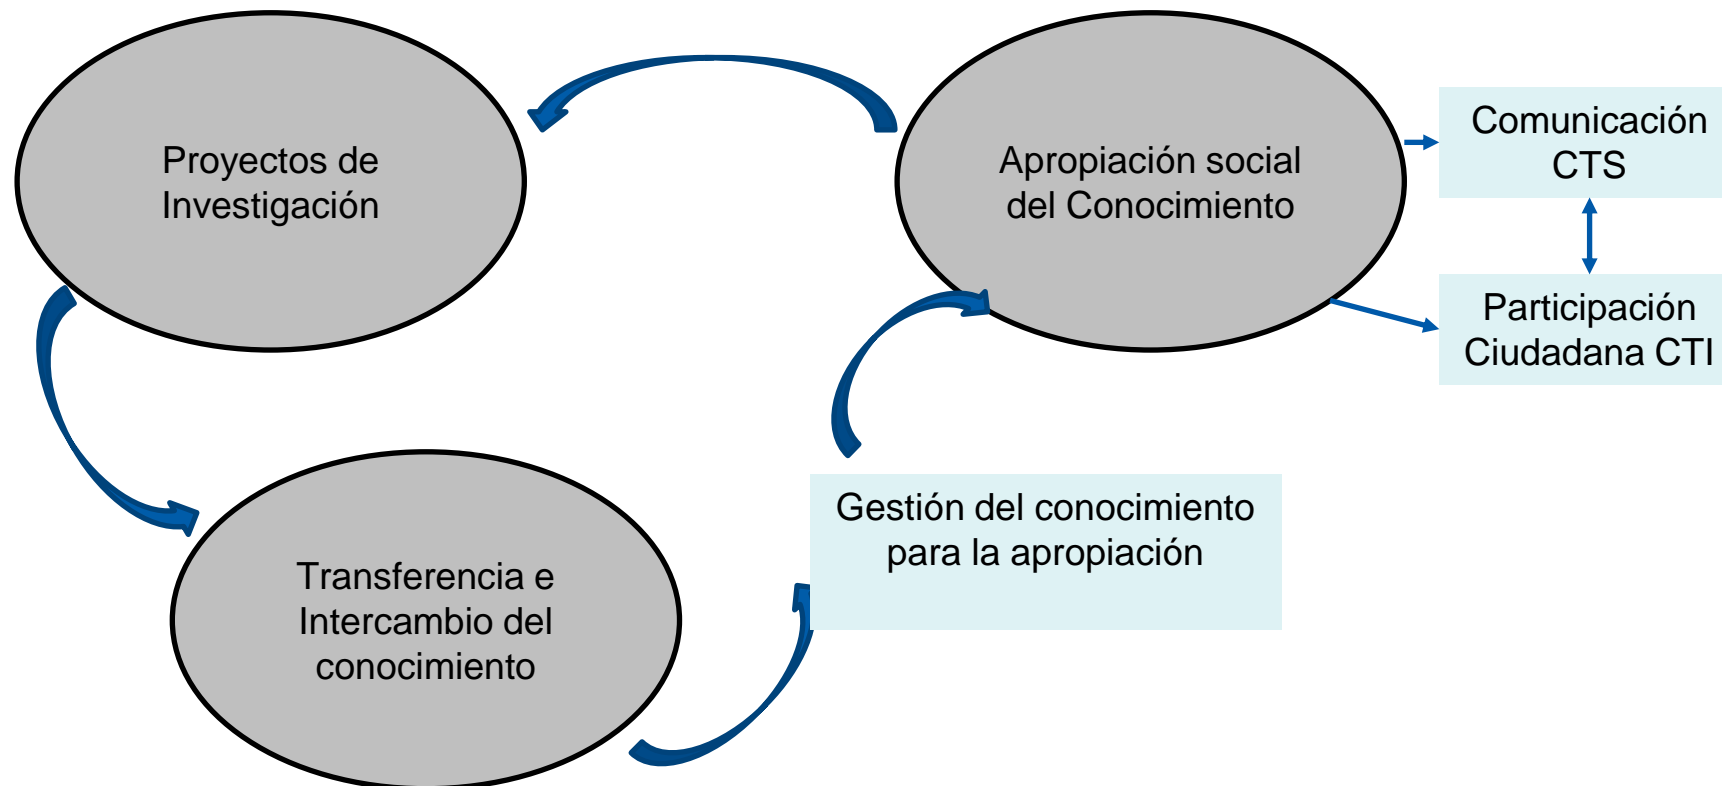 Proyectos de
Investigación
Apropiación social
del Conocimiento
Comunicación
CTS
Participación
Ciudadana CTI
Gestión del conocimiento
para la apropiación
Transferencia e
Intercambio del
conocimiento